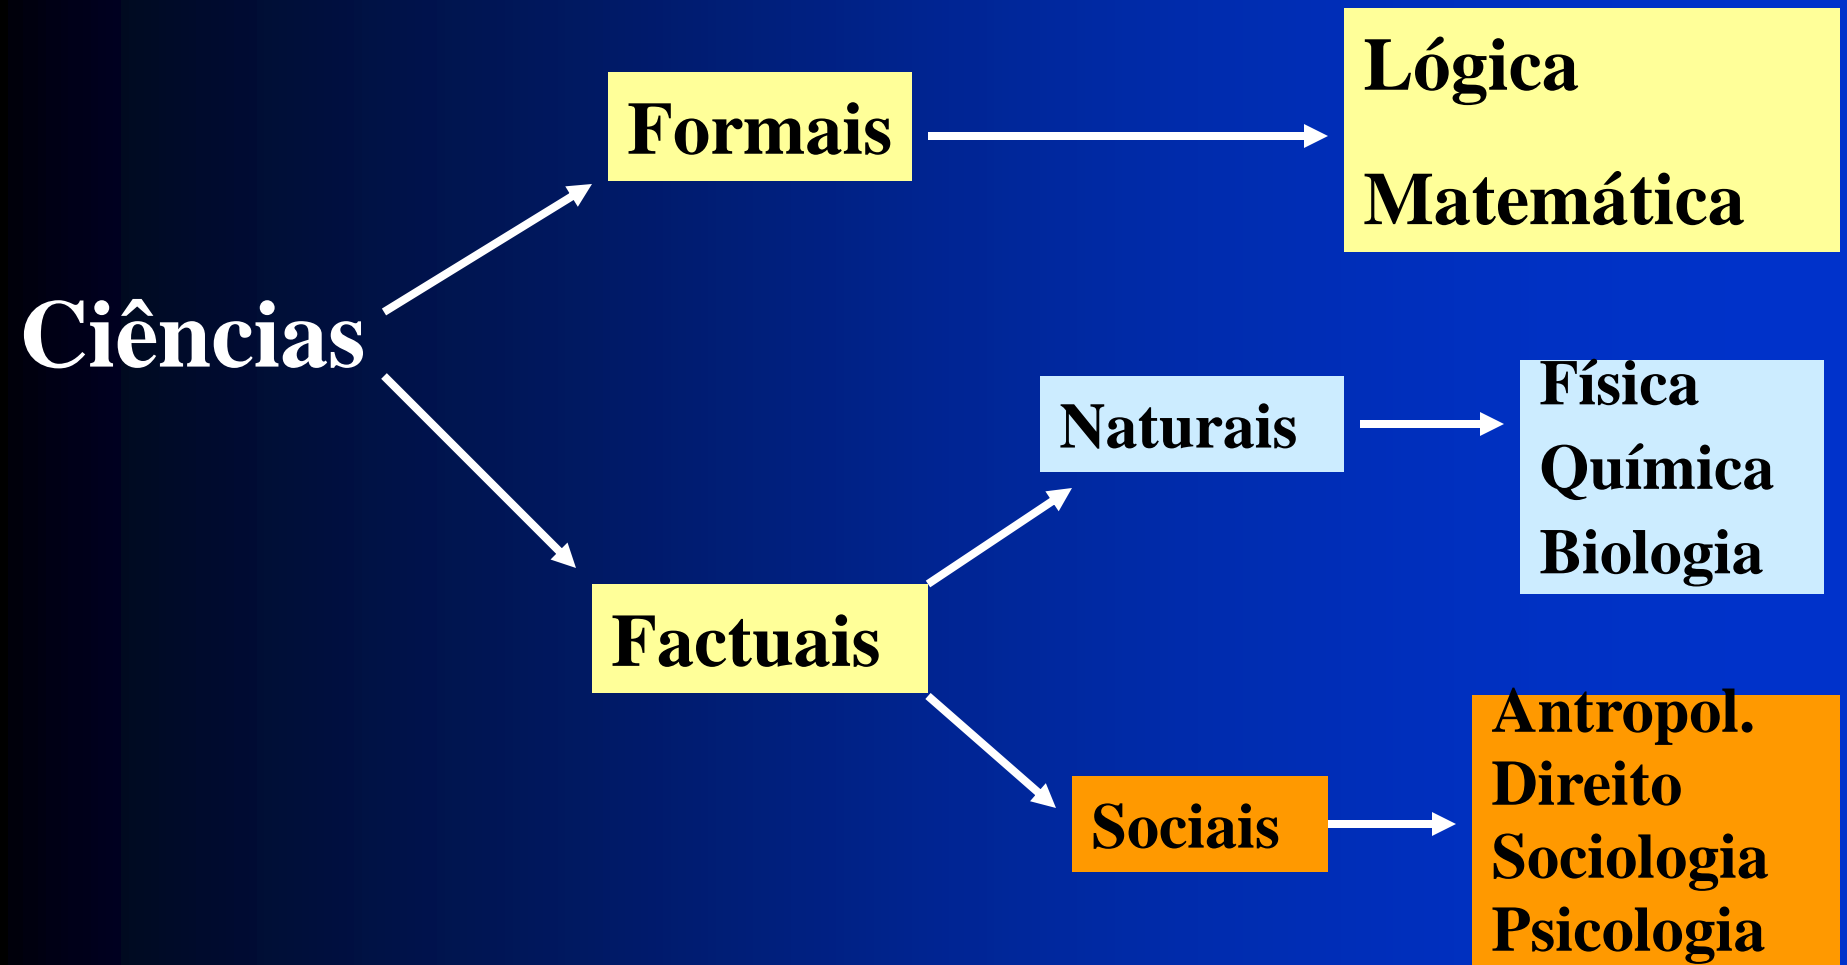 Ciências
Formais
Lógica
Matemática
Factuais
Naturais
Física
Química
Biologia
Sociais
Antropol.
Direito
Sociologia
Psicologia